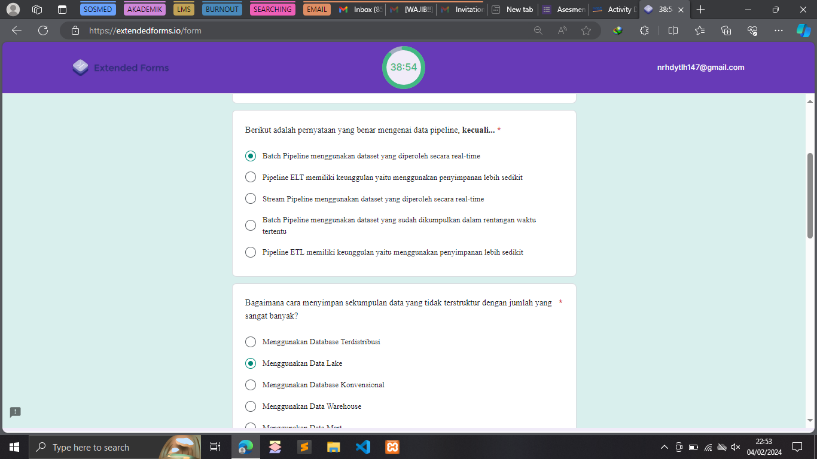 SOSMED AKADEMIK LMS BURNOUT SEARCHING EMAIL Inbox (8 [WAJIB Invitation New tab Asesmen Activity 38:5
https://extendedforms.io/form
Extended Forms
38:54
nrhdytlh147@gmail.com
Berikut adalah pernyataan yang benar mengenai data pipeline, kecuali... *
Batch Pipeline menggunakan dataset yang diperoleh secara real-time
Pipeline ELT memiliki keunggulan yaitu menggunakan penyimpanan lebih sedikit
Stream Pipeline menggunakan dataset yang diperoleh secara real-time
Batch Pipeline menggunakan dataset yang sudah dikumpulkan dalam rentangan waktu
tertentu
Pipeline ETL memiliki keunggulan yaitu menggunakan penyimpanan lebih sedikit
Bagaimana cara menyimpan sekumpulan data yang tidak terstruktur dengan jumlah yang *
sangat banyak?
Menggunakan Database Terdistribusi
Menggunakan Data Lake
Menggunakan Database Konvensional
Menggunakan Data Warehouse
Menggunakan Data Mart
Type here to search
22:53
04/02/2024